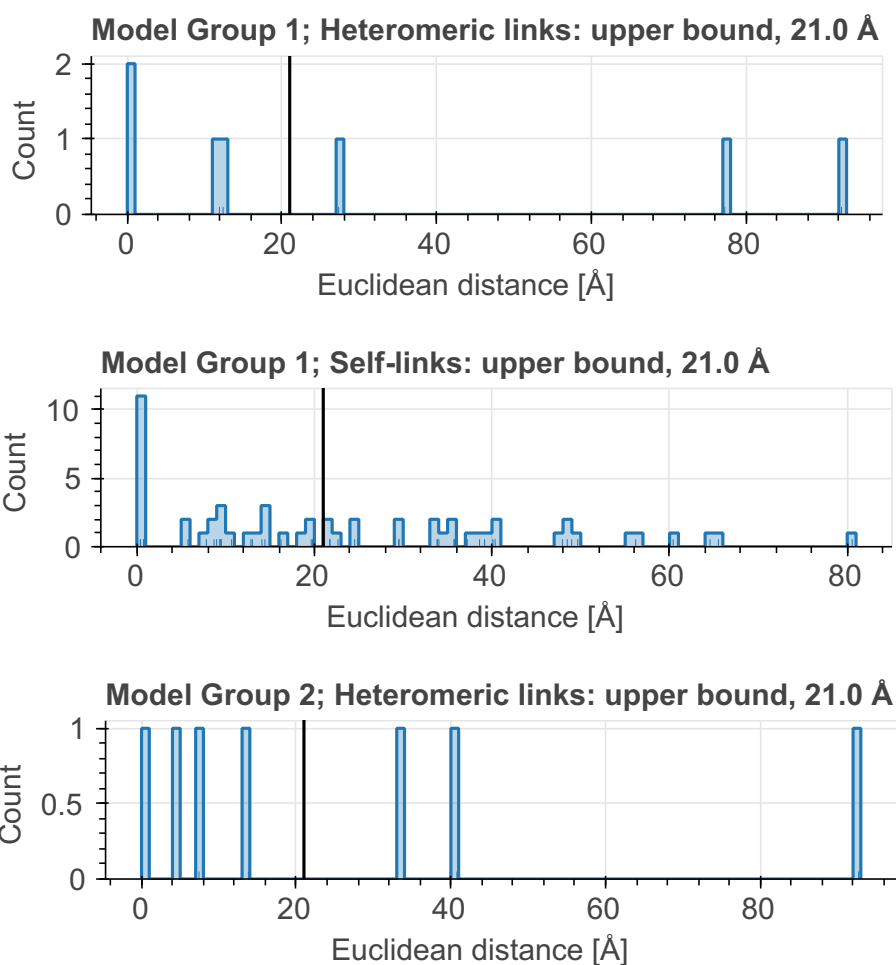 Model Group 1; Heteromeric links: upper bound, 21.0 Å
2
1
0
Count
0 20 40 60 80
Euclidean distance [Å]
Model Group 1; Self-links: upper bound, 21.0 Å
10
5
0
Count
0 20 40 60 80
Euclidean distance [Å]
Model Group 2; Heteromeric links: upper bound, 21.0 Å
1
0.5
0
Count
0 20 40 60 80
Euclidean distance [Å]